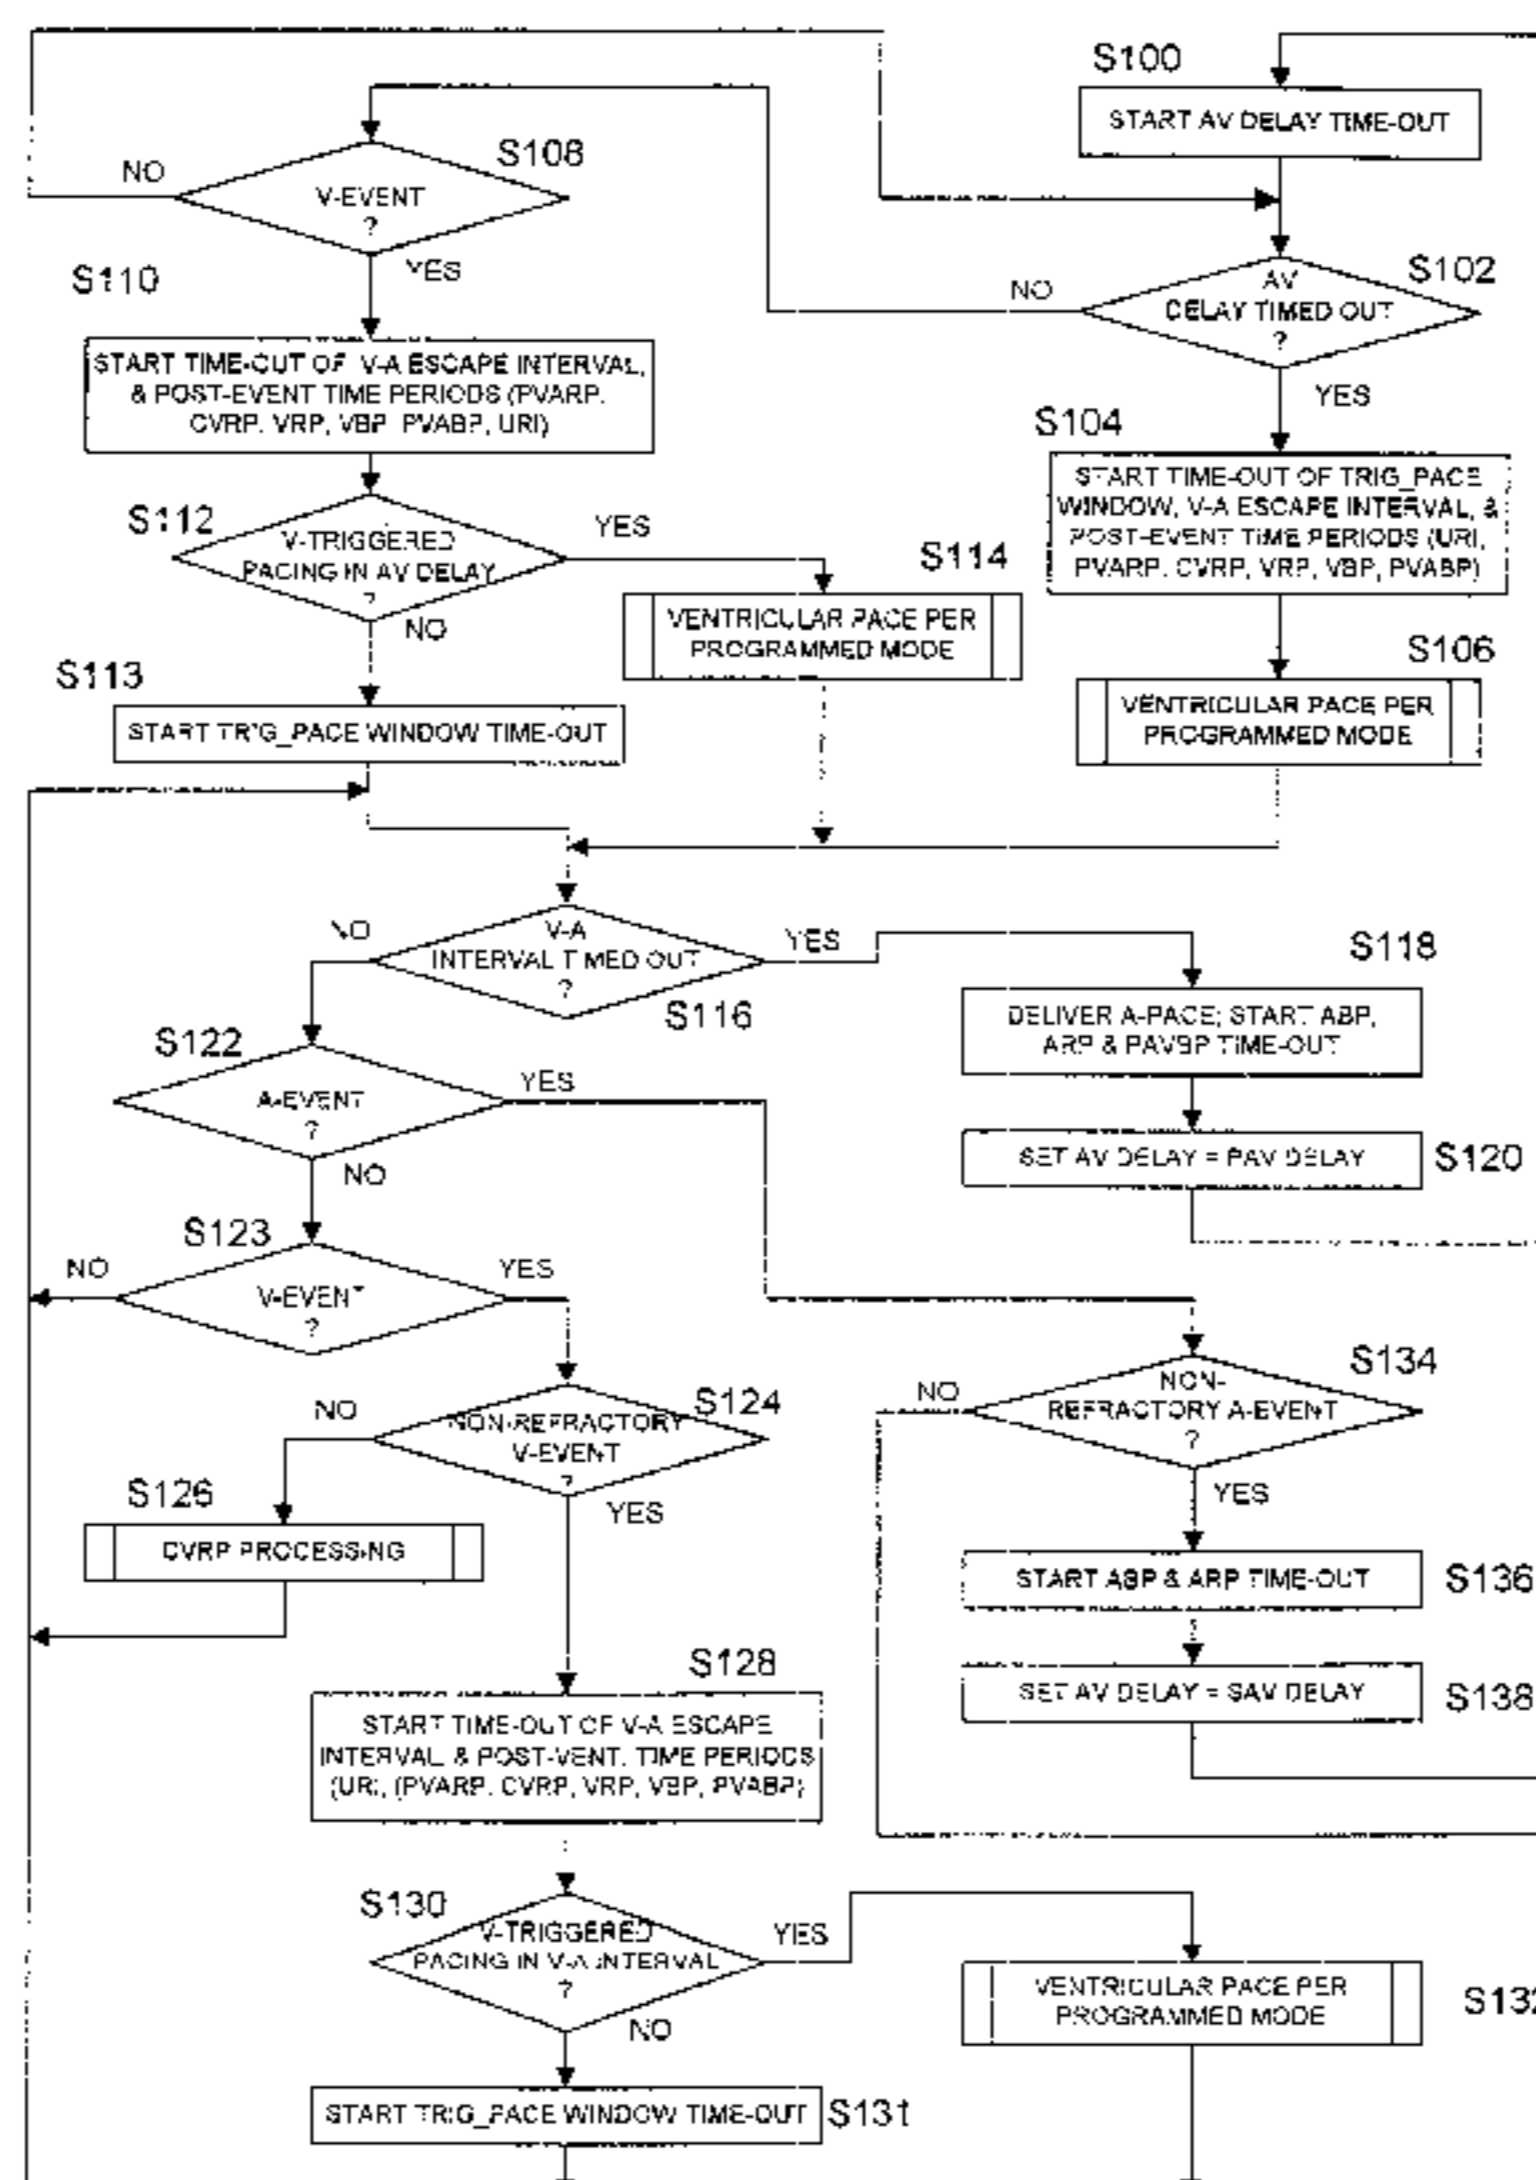 S100
START AV DELAY TIME-OUT
S108
NO
V-EVENT
?
YES
S102
AV
DELAY TIMED OUT
?
NO
YES
S110
START TIME-OUT OF V-A ESCAPE INTERVAL,
& POST-EVENT TIME PERIODS (PVARP,
CVRP, VRP, VBP, PVABP, URI)
S104
START TIME-OUT OF TRIG_PACE
WINDOW, V-A ESCAPE INTERVAL, &
POST-EVENT TIME PERIODS (URI,
PVARP, CVRP, VRP, VBP, PVABP)
S112
V-TRIGGERED
PACING IN AV DELAY
?
YES
NO
S114
VENTRICULAR PACE PER
PROGRAMMED MODE
S106
VENTRICULAR PACE PER
PROGRAMMED MODE
S113
START TRIG_PACE WINDOW TIME-OUT
NO
V-A
INTERVAL TIMED OUT
?
YES
S116
S118
DELIVER A-PACE; START ABP,
ARP & PAVBP TIME-OUT
S122
A-EVENT
?
YES
NO
SET AV DELAY = PAV DELAY
S120
S123
NO
V-EVENT
?
YES
S134
NO
NON-
REFRACTORY A-EVENT
?
YES
S124
NO
NON-REFRACTORY
V-EVENT
?
YES
S126
CVRP PROCESSING
START ABP & ARP TIME-OUT
S136
S128
START TIME-OUT OF V-A ESCAPE
INTERVAL & POST-VENT. TIME PERIODS
(URI, (PVARP, CVRP, VRP, VBP, PVABP)
SET AV DELAY = SAV DELAY
S138
S130
V-TRIGGERED
PACING IN V-A INTERVAL
?
YES
NO
VENTRICULAR PACE PER
PROGRAMMED MODE
S132
START TRIG_PACE WINDOW TIME-OUT
S131